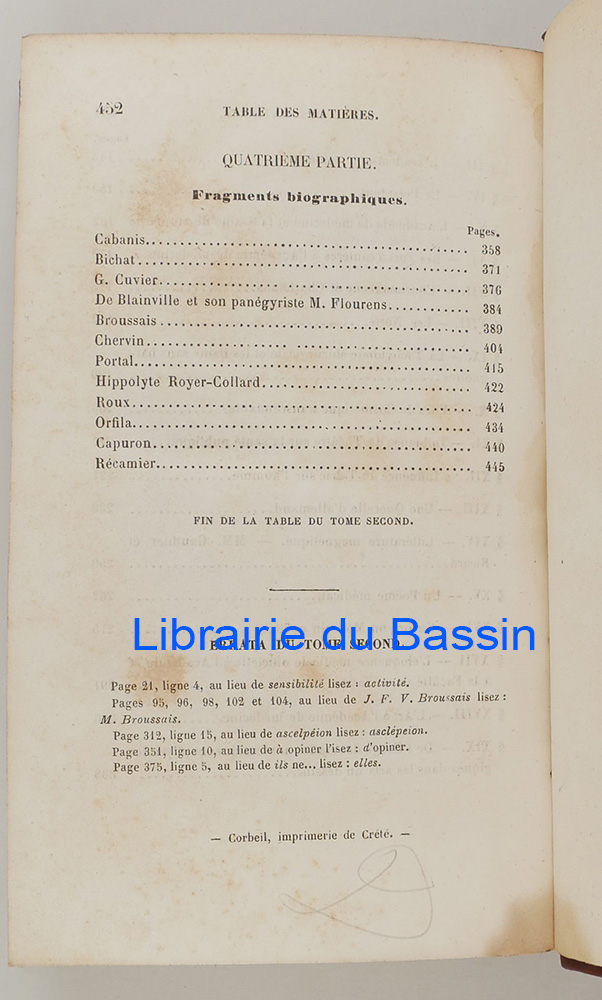 452
TABLE DES MATIÈRES.
QUATRIÈME PARTIE.
Fragments biographiques.
Pages.
Cabanis.......................................... 358
Bichat.......................................... 371
G. Cuvier.......................................... 376
De Blainville et son panégyriste M. Flourens............ 384
Broussais.......................................... 389
Chervin.......................................... 404
Portal.......................................... 415
Hippolyte Royer-Collard.......................... 422
Roux.......................................... 424
Orfila.......................................... 434
Capuron.......................................... 440
Récamier.......................................... 445
FIN DE LA TABLE DU TOME SECOND.
Librairie du Bassin
ERRATA DU TOME SECOND.
Page 21, ligne 4, au lieu de sensibilité lisez : activité.
Pages 95, 96, 98, 102 et 104, au lieu de J. F. V. Broussais lisez :
M. Broussais.
Page 312, ligne 15, au lieu de ascelpéion lisez : asclépeion.
Page 351, ligne 10, au lieu de à opiner l'isez : d'opiner.
Page 375, ligne 5, au lieu de ils ne... lisez : elles.
— Corbeil, imprimerie de Crété. —